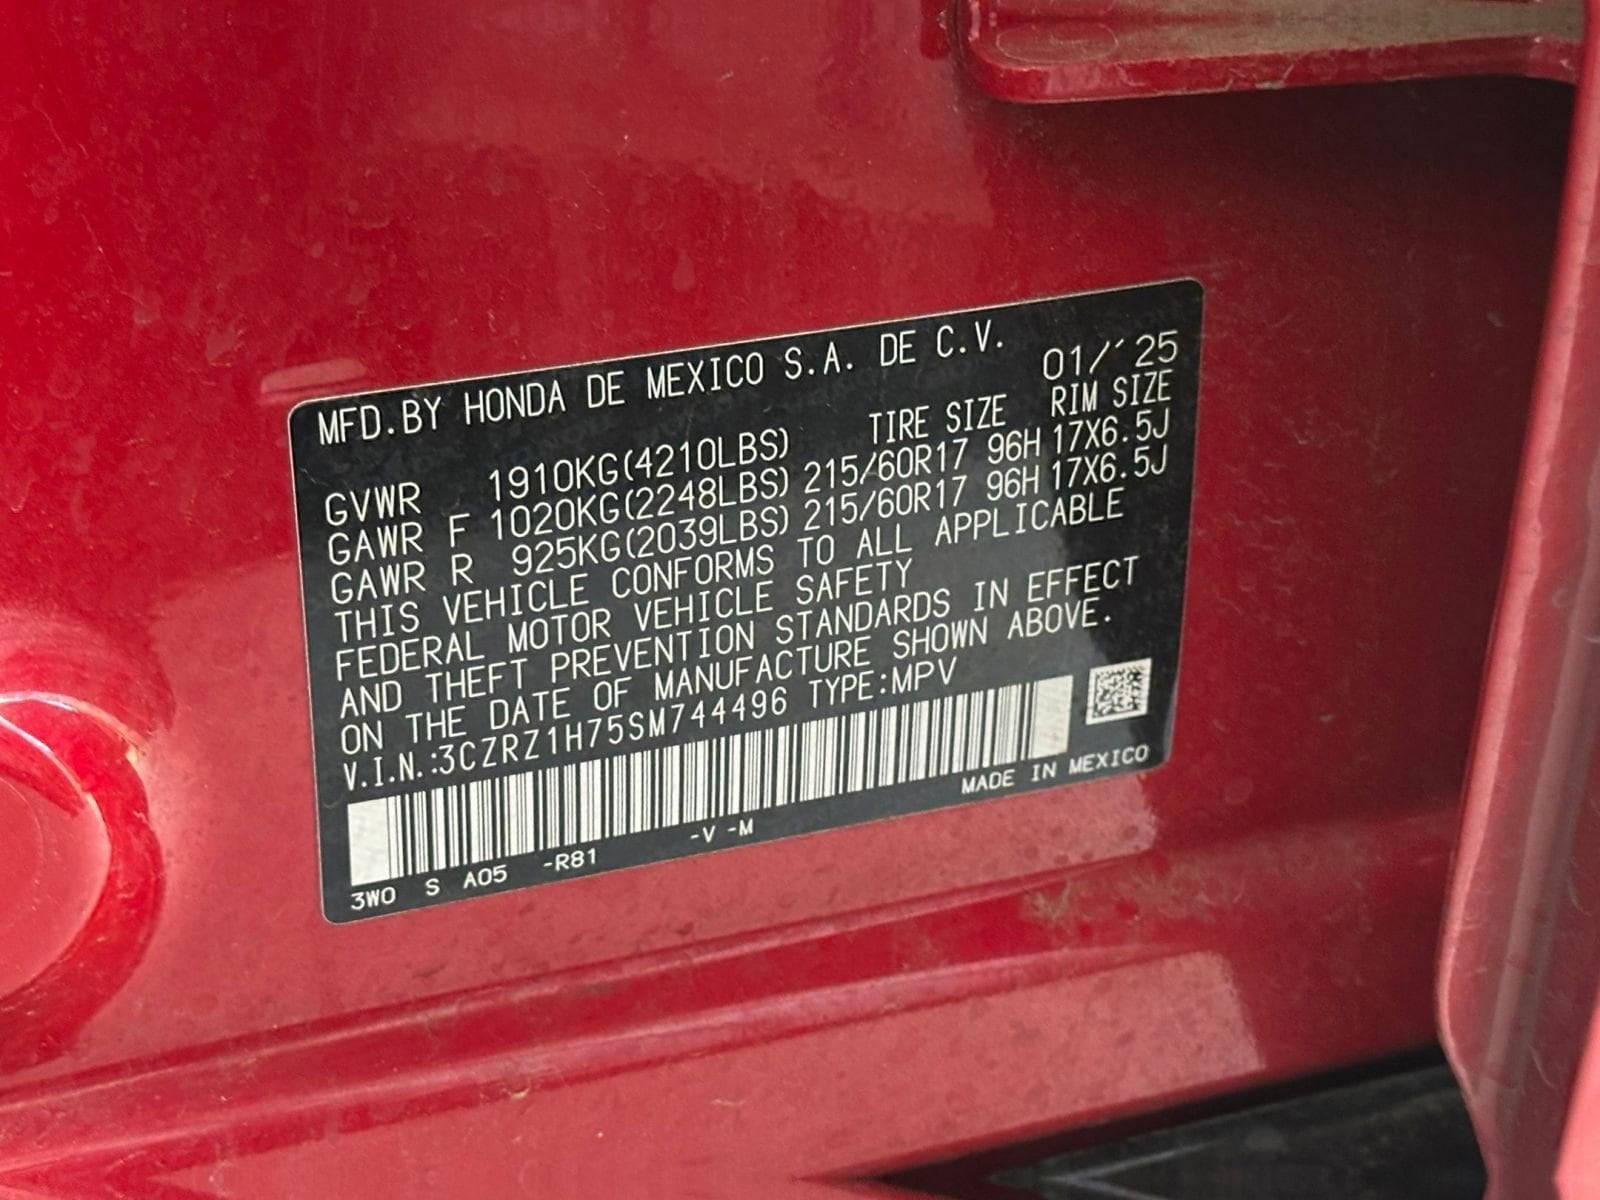 MFD.BY HONDA DE MEXICO S.A. DE C.V.
01/´25
TIRE SIZE RIM SIZE
GVWR 1910KG(4210LBS)
GAWR F 1020KG(2248LBS) 215/60R17 96H 17X6.5J
GAWR R 925KG(2039LBS) 215/60R17 96H 17X6.5J
THIS VEHICLE CONFORMS TO ALL APPLICABLE
FEDERAL MOTOR VEHICLE SAFETY
AND THEFT PREVENTION STANDARDS IN EFFECT
ON THE DATE OF MANUFACTURE SHOWN ABOVE.
V.I.N.:3CZRZ1H75SM744496 TYPE:MPV
MADE IN MEXICO
3W0 S A05 -R81 -V -M